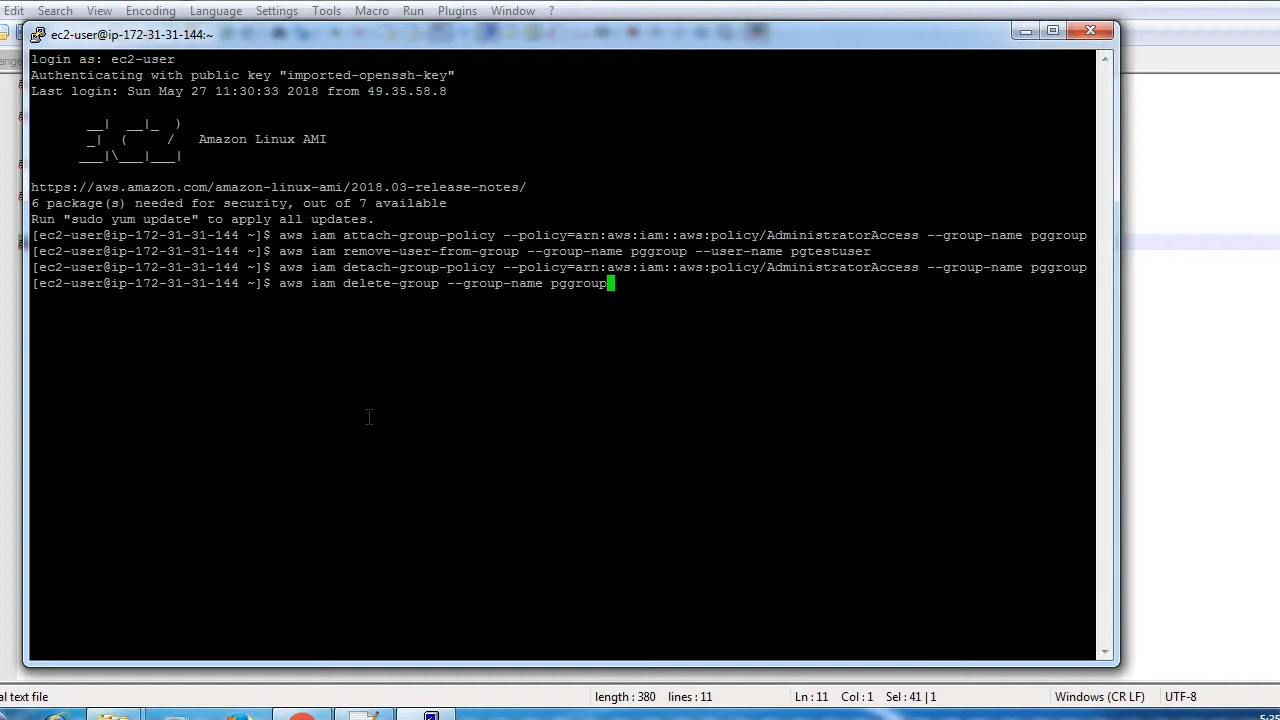 Edit Search View Encoding Language Settings Tools Macro Run Plugins Window ?
ec2-user@ip-172-31-31-144:~
login as: ec2-user
Authenticating with public key "imported-openssh-key"
Last login: Sun May 27 11:30:33 2018 from 49.35.58.8
__|  __|_  )
_|  (     /   Amazon Linux AMI
___|\___|___|
https://aws.amazon.com/amazon-linux-ami/2018.03-release-notes/
6 package(s) needed for security, out of 7 available
Run "sudo yum update" to apply all updates.
[ec2-user@ip-172-31-31-144 ~]$ aws iam attach-group-policy --policy=arn:aws:iam::aws:policy/AdministratorAccess --group-name pggroup
[ec2-user@ip-172-31-31-144 ~]$ aws iam remove-user-from-group --group-name pggroup --user-name pgtestuser
[ec2-user@ip-172-31-31-144 ~]$ aws iam detach-group-policy --policy=arn:aws:iam::aws:policy/AdministratorAccess --group-name pggroup
[ec2-user@ip-172-31-31-144 ~]$ aws iam delete-group --group-name pggroup
al text file length : 380 lines : 11 Ln : 11 Col : 1 Sel : 41 | 1 Windows (CR LF) UTF-8